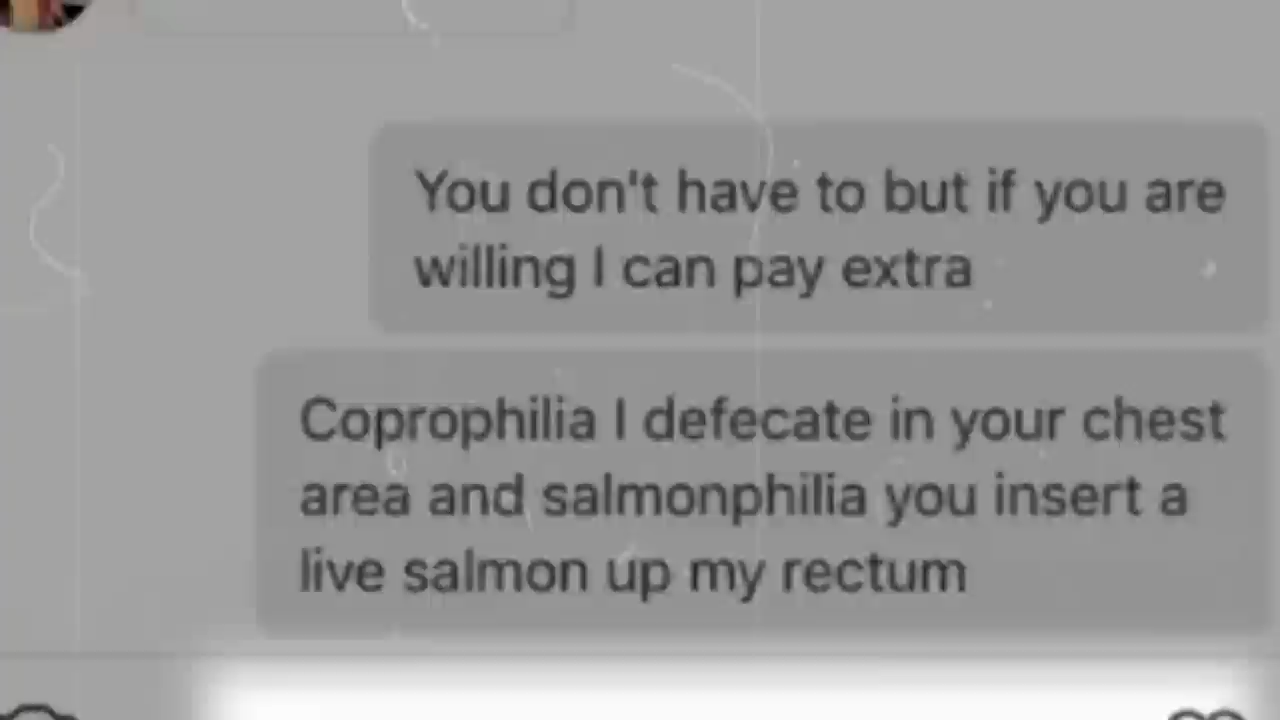 You don't have to but if you are
willing I can pay extra
Coprophilia I defecate in your chest
area and salmonphilia you insert a
live salmon up my rectum